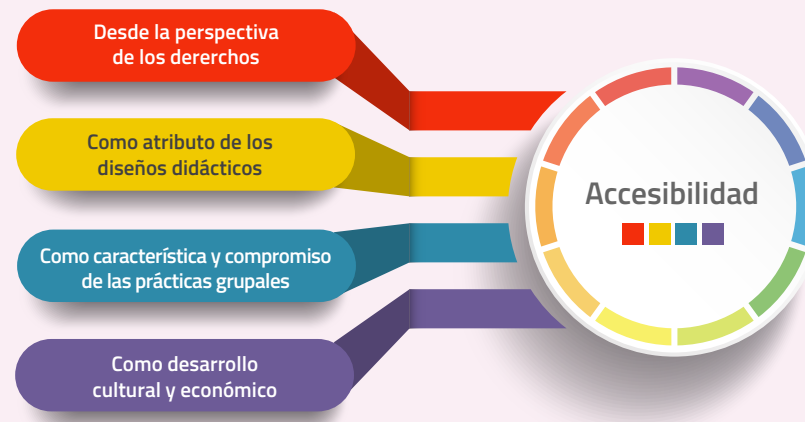 Desde la perspectiva
de los dererchos
Como atributo de los
diseños didácticos
Como característica y compromiso
de las prácticas grupales
Como desarrollo
cultural y económico
Accesibilidad